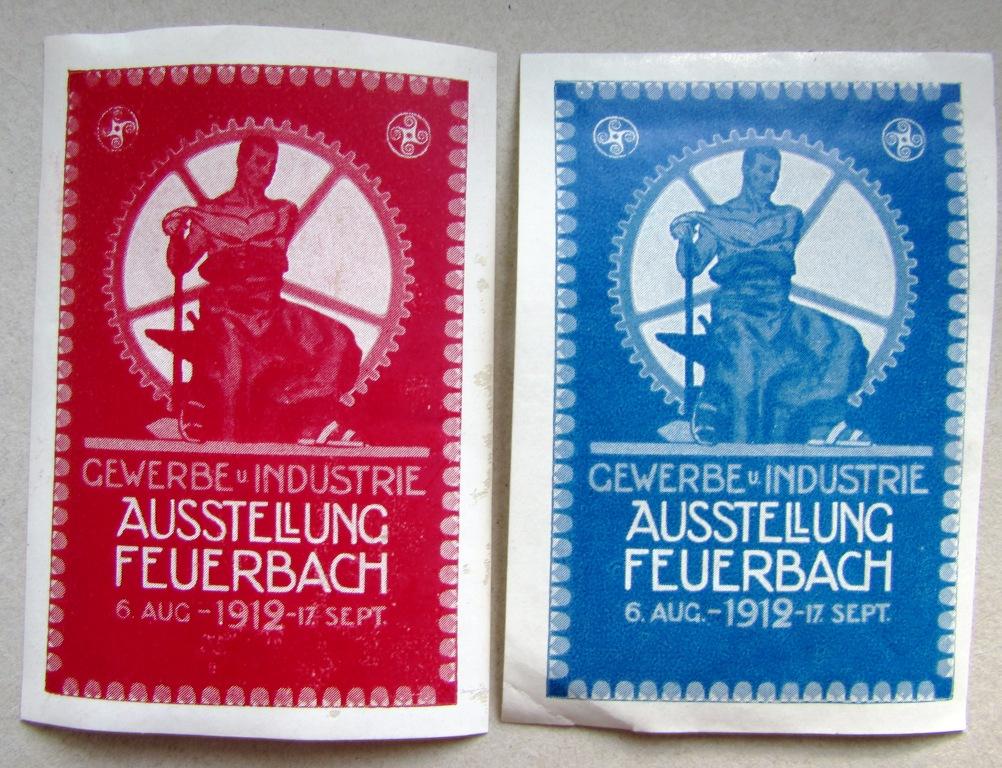 GEWERBE u. INDUSTRIE
AUSSTELLUNG
FEUERBACH
6. AUG - 1912 - 17. SEPT.
GEWERBE u. INDUSTRIE
AUSSTELLUNG
FEUERBACH
6. AUG. - 1912 - 17. SEPT.